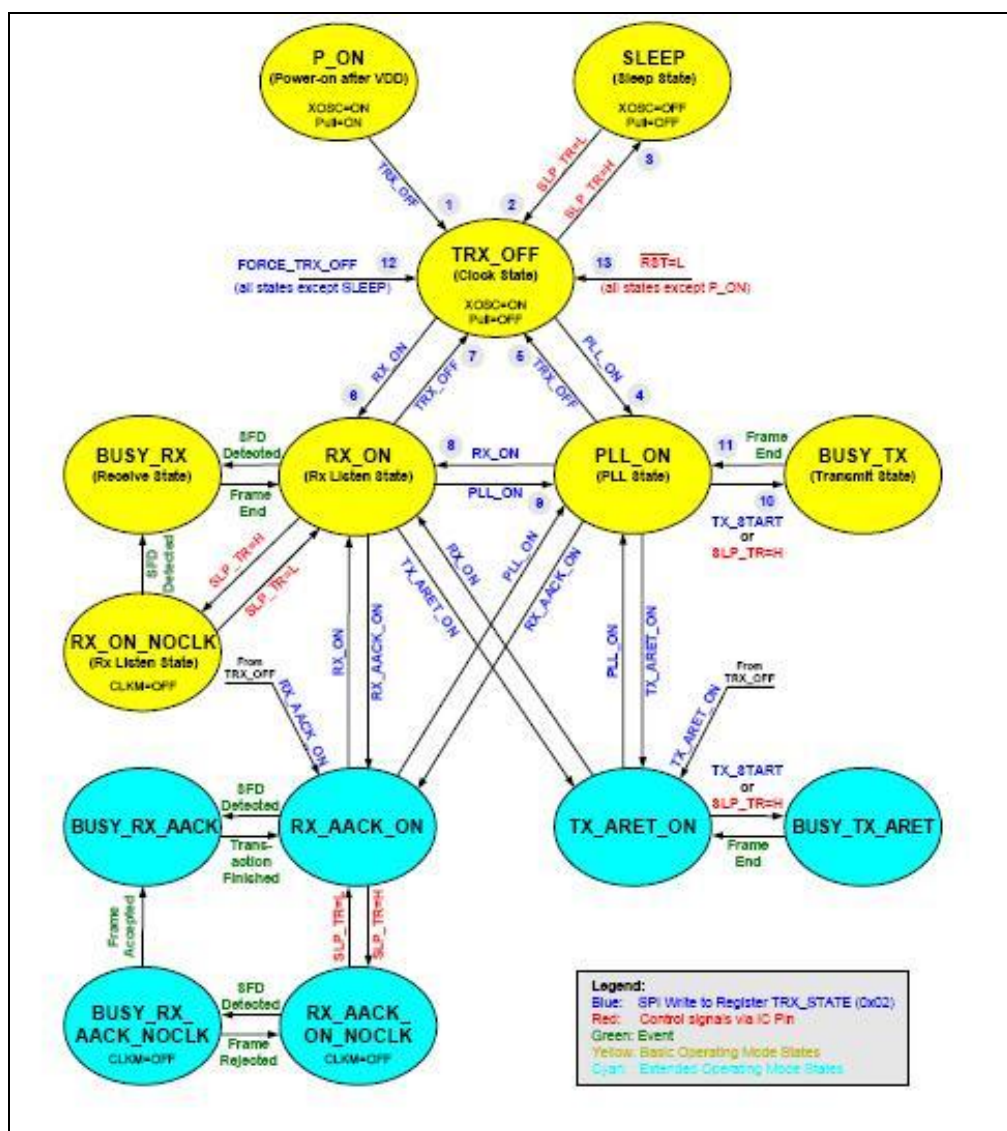 P_ON
(Power-on after VDD)
XOSC=ON
Pull=ON
SLEEP
(Sleep State)
XOSC=OFF
Pull=OFF
TRX_OFF
1
2
SLP_TR=L
SLP_TR=H
3
TRX_OFF
(Clock State)
XOSC=ON
Pull=OFF
FORCE_TRX_OFF
12
(all states except SLEEP)
13
RST=L
(all states except P_ON)
RX_ON
6
7
TRX_OFF
5
TRX_OFF
PLL_ON
4
BUSY_RX
(Receive State)
SFD
Detected
Frame
End
RX_ON
(Rx Listen State)
8
RX_ON
PLL_ON
9
PLL_ON
(PLL State)
11
Frame
End
10
TX_START
or
SLP_TR=H
BUSY_TX
(Transmit State)
SFD
Detected
SLP_TR=H
SLP_TR=L
RX_ON_NOCLK
(Rx Listen State)
CLKM=OFF
From
TRX_OFF
RX_AACK_ON
RX_ON
RX_AACK_ON
TX_ARET_ON
RX_ON
PLL_ON
RX_AACK_ON
PLL_ON
TX_ARET_ON
From
TRX_OFF
TX_ARET_ON
BUSY_RX_AACK
SFD
Detected
Trans-
action
Finished
RX_AACK_ON
TX_ARET_ON
TX_START
or
SLP_TR=H
Frame
End
BUSY_TX_ARET
Frame
Accepted
SLP_TR=L
SLP_TR=H
BUSY_RX_
AACK_NOCLK
CLKM=OFF
SFD
Detected
Frame
Rejected
RX_AACK_
ON_NOCLK
CLKM=OFF
Legend:
Blue: SPI Write to Register TRX_STATE (0x02)
Red: Control signals via IC Pin
Green: Event
Yellow: Basic Operating Mode States
Cyan: Extended Operating Mode States